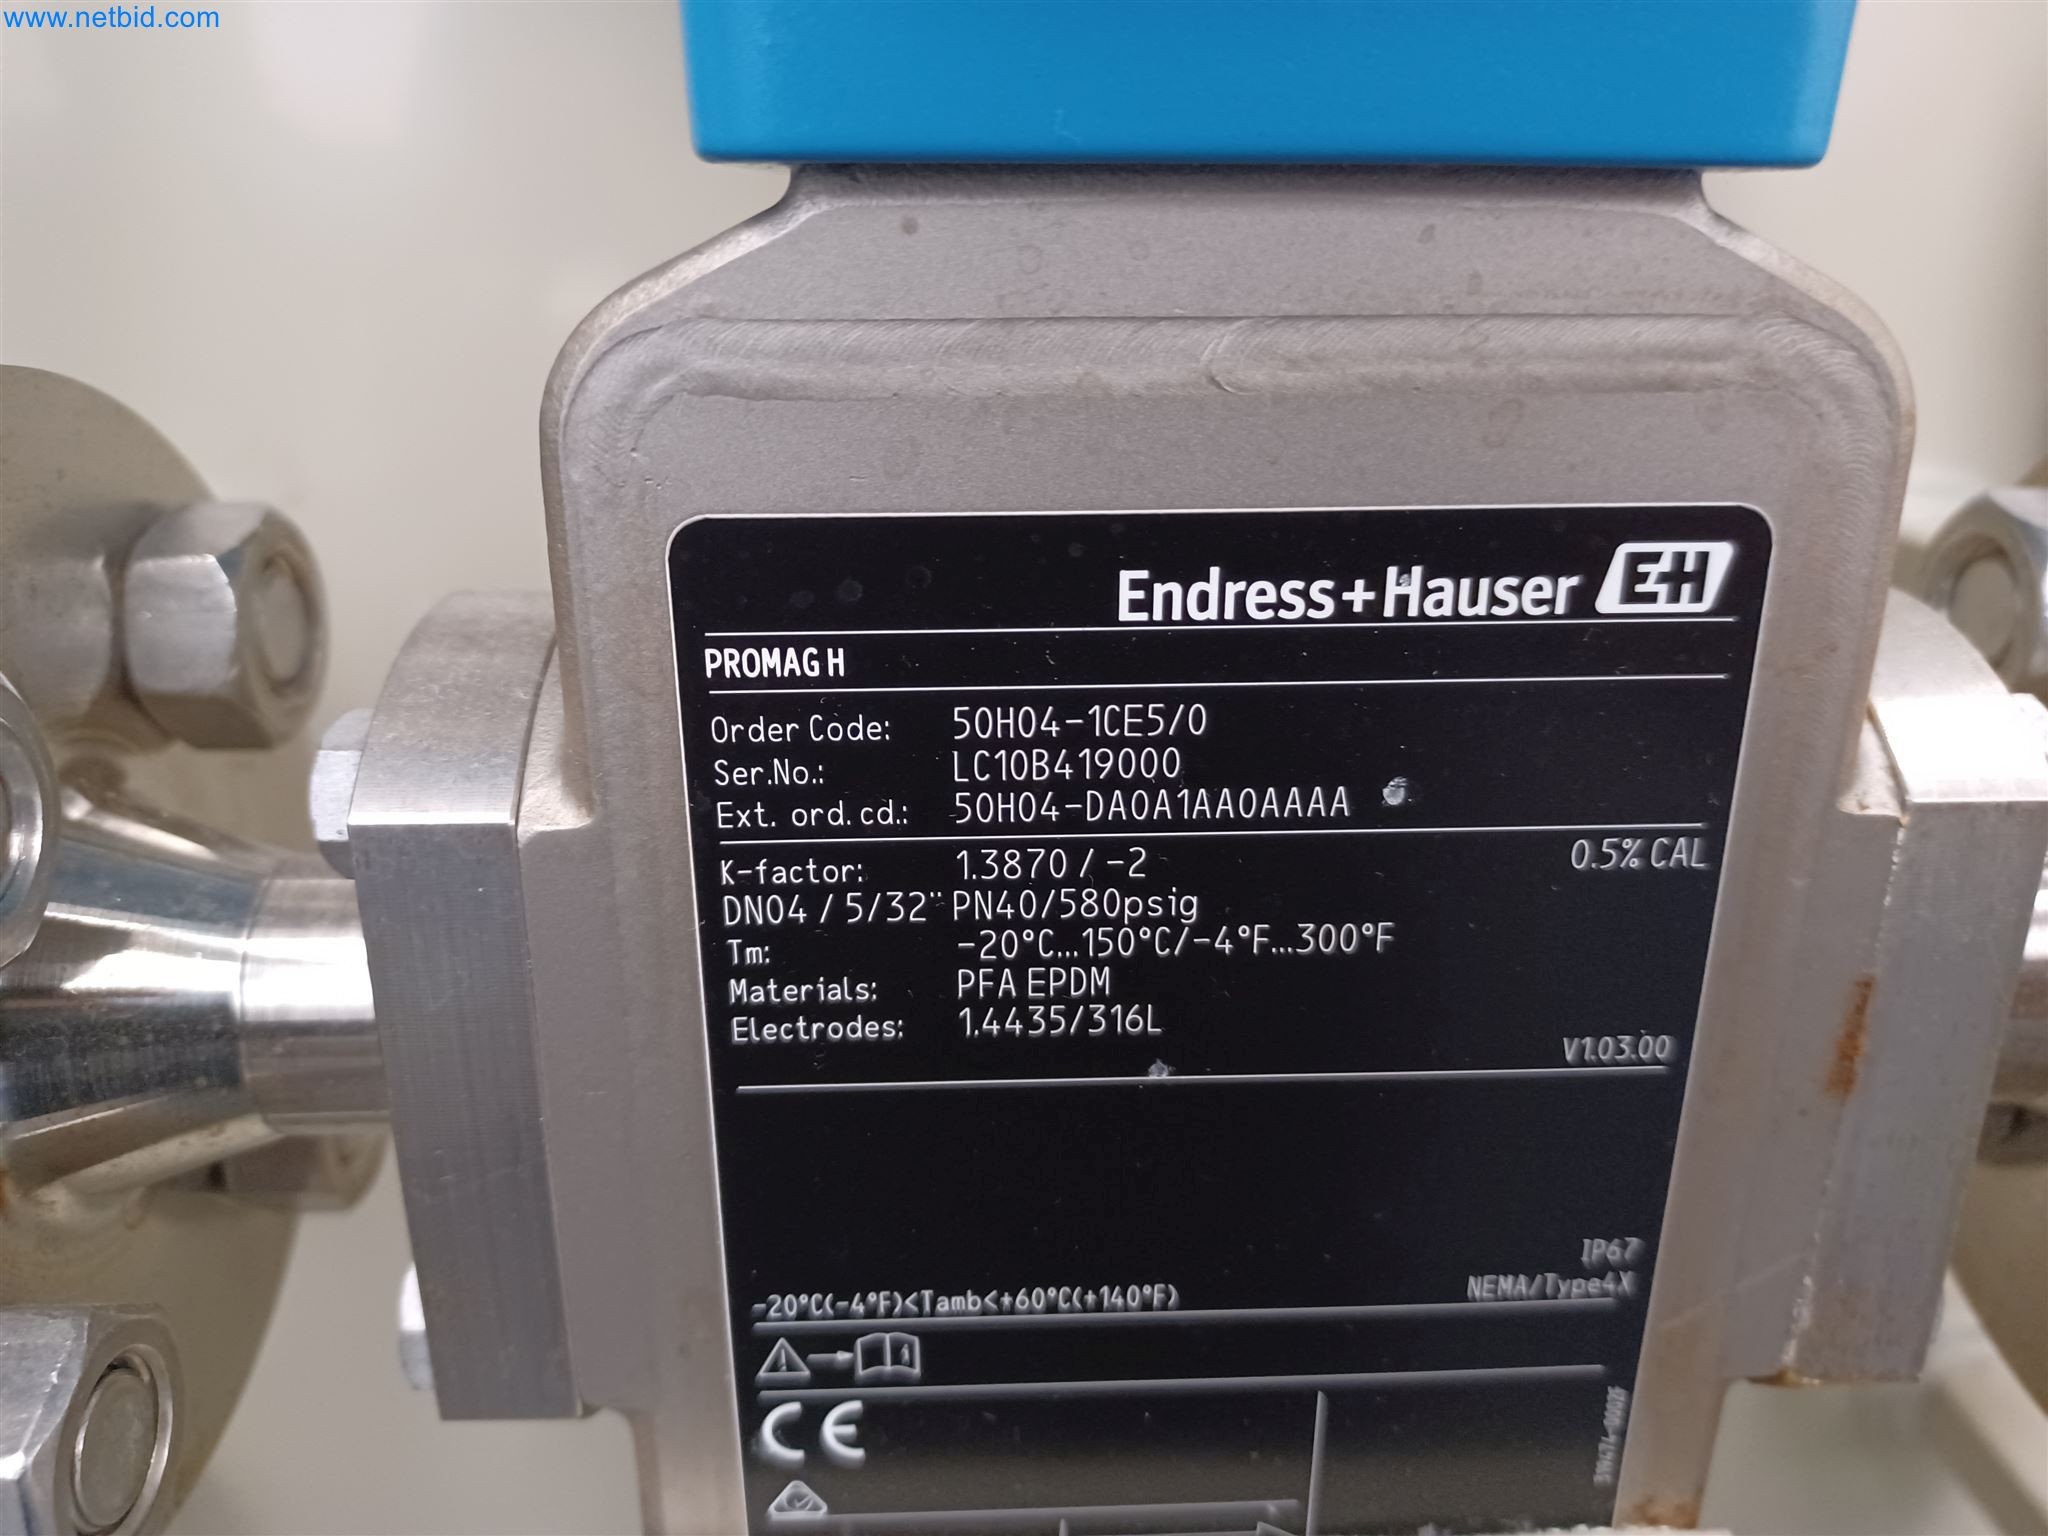 www.netbid.com
Endress+Hauser EH
PROMAG H
Order Code: 50H04-1CE5/0
Ser.No.: LC10B419000
Ext. ord. cd.: 50H04-DA0A1AA0AAAA
K-factor: 1.3870 / -2 0.5% CAL
DN04 / 5/32" PN40/580psig
Tm: -20°C...150°C/-4°F...300°F
Materials: PFA EPDM
Electrodes: 1.4435/316L
V1.03.00
IP67
-20°C(-4°F)<Tamb<+60°C(+140°F) NEMA/Type4X
CE